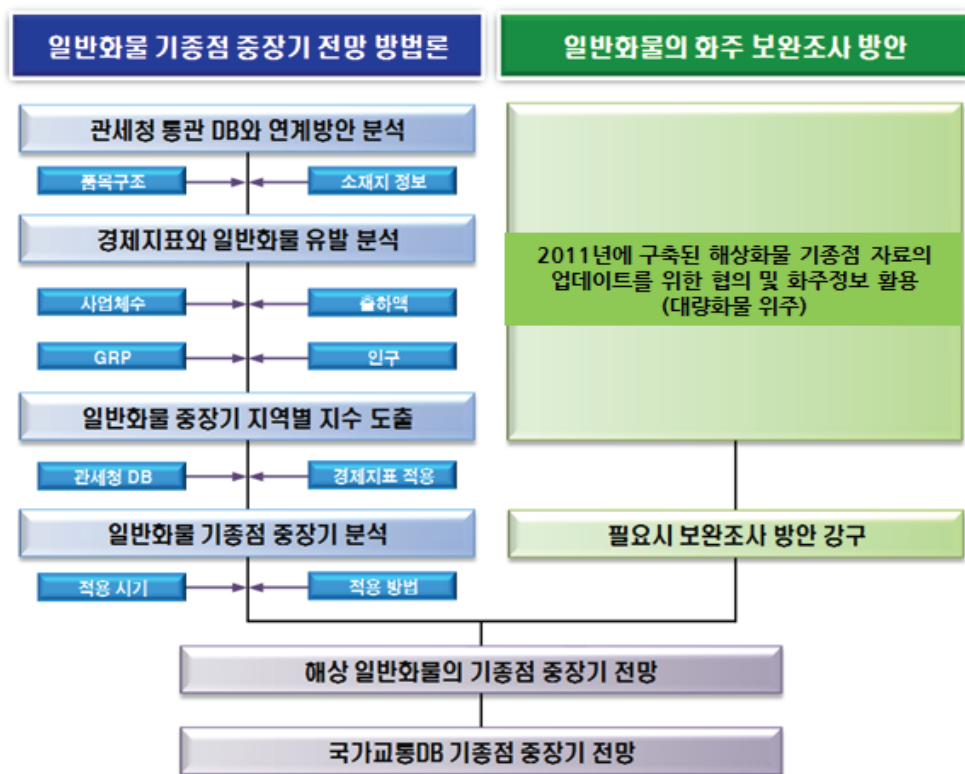 일반화물 기종점 중장기 전망 방법론
일반화물의 화주 보완조사 방안
관세청 통관 DB와 연계방안 분석
품목구조
소재지 정보
경제지표와 일반화물 유발 분석
사업체수
출하액
GRP
인구
일반화물 중장기 지역별 지수 도출
관세청 DB
경제지표 적용
일반화물 기종점 중장기 분석
적용 시기
적용 방법
2011년에 구축된 해상화물 기종점 자료의
업데이트를 위한 협의 및 화주정보 활용
(대량화물 위주)
필요시 보완조사 방안 강구
해상 일반화물의 기종점 중장기 전망
국가교통DB 기종점 중장기 전망